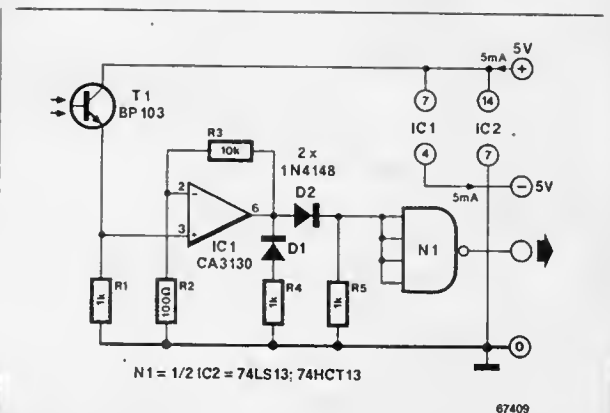 5mA
5V
+
T1
BP103
7
14
IC1
IC2
R3
10k
2 x
1N4148
4
7
D2
−
5V
5mA
2
−
6
3
+
IC1
CA3130
D1
N1
R1
1k
R2
100Ω
R4
1k
R5
1k
0
N1 = 1/2 IC2 = 74LS13; 74HCT13
67409